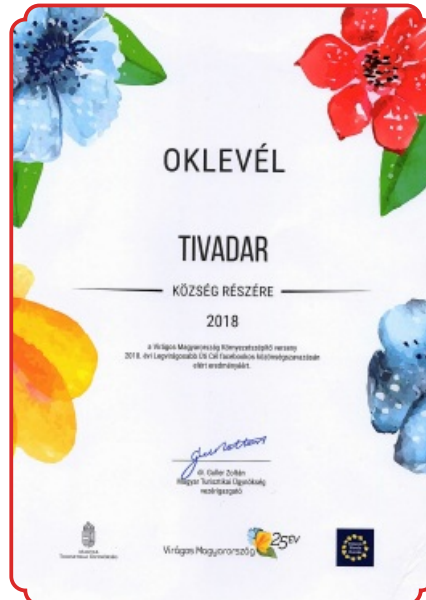 OKLEVÉL
TIVADAR
KÖZSÉG RÉSZÉRE
2018
a Virágos Magyarország Környezetszépítő verseny
2018. évi Legvirágosabb Úti Cél facebookos közönségszavazásán
elért eredményéért.
dr. Guller Zoltán
Magyar Turisztikai Ügynökség
vezérigazgató
Virágos Magyarország 25 ÉV